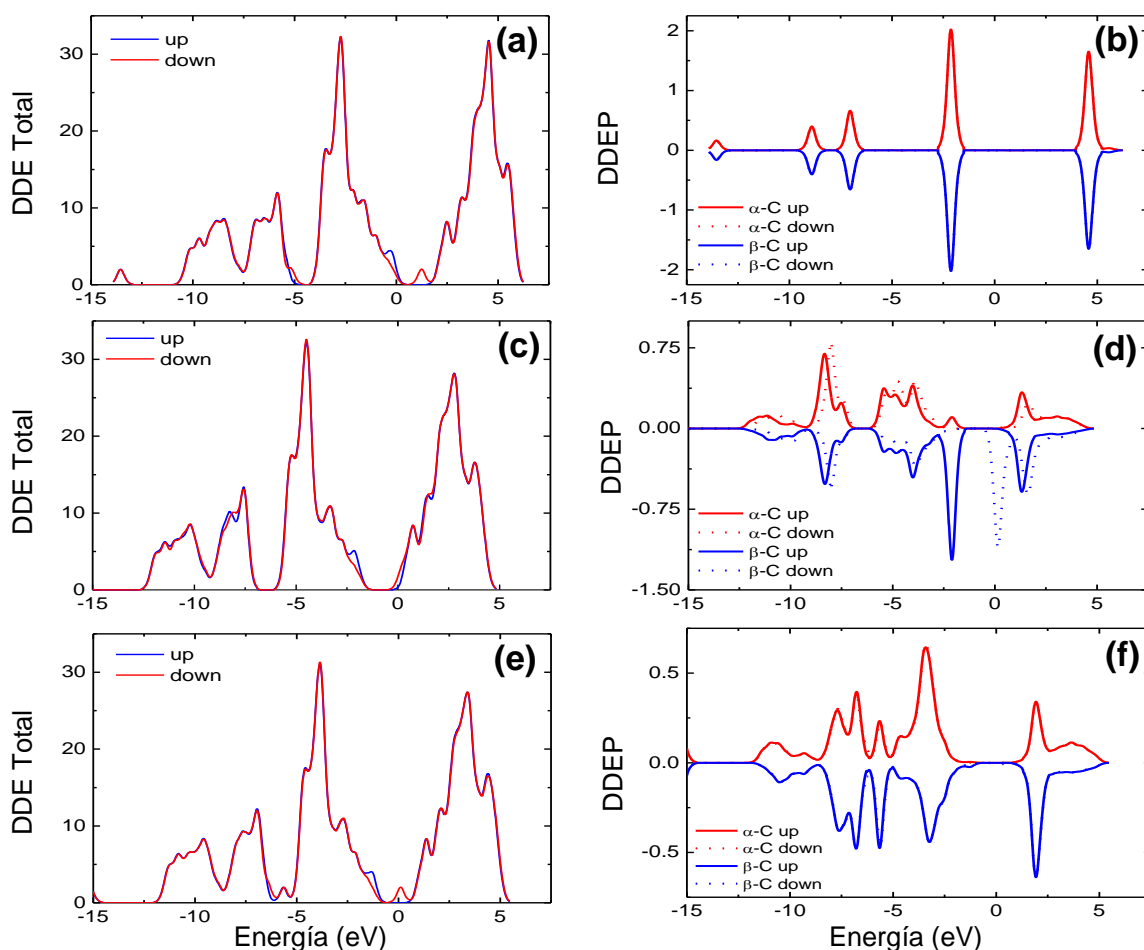 (a)
up
down
30
20
10
0
DDE Total
-15
-10
-5
0
5
(b)
2
1
0
-1
-2
DDEP
α-C up
α-C down
β-C up
β-C down
-15
-10
-5
0
5
(c)
up
down
30
20
10
0
DDE Total
-15
-10
-5
0
5
(d)
0.75
0.00
-0.75
-1.50
DDEP
α-C up
α-C down
β-C up
β-C down
-15
-10
-5
0
5
(e)
up
down
30
20
10
0
DDE Total
-15
-10
-5
0
5
Energía (eV)
(f)
0.5
0.0
-0.5
DDEP
α-C up
α-C down
β-C up
β-C down
-15
-10
-5
0
5
Energía (eV)